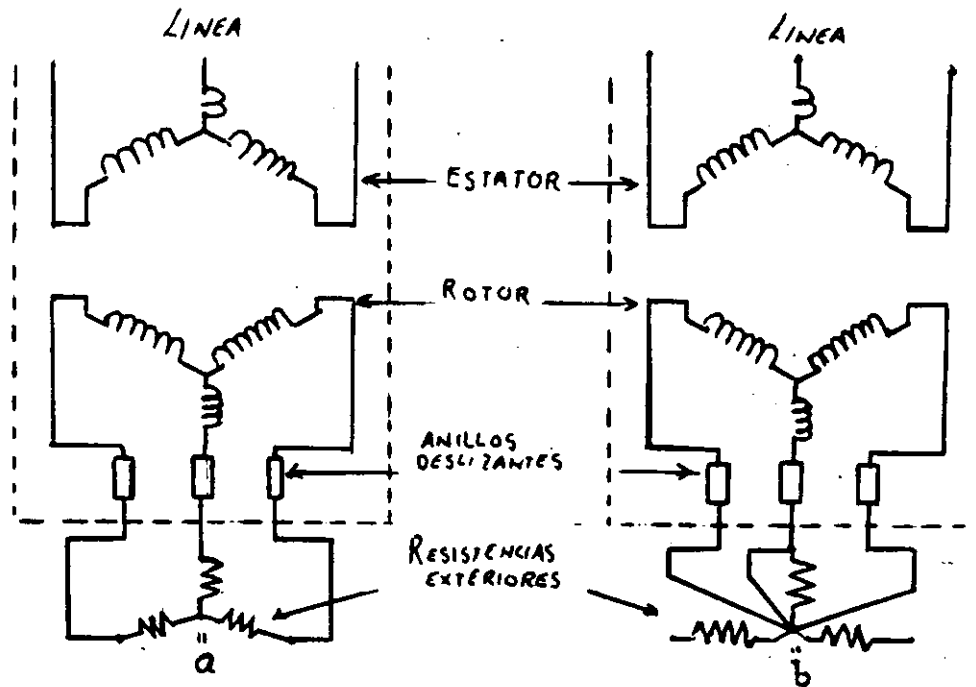 LINEA
LINEA
ESTATOR
ROTOR
ANILLOS
DESLIZANTES
RESISTENCIAS
EXTERIORES
"a"
"b"